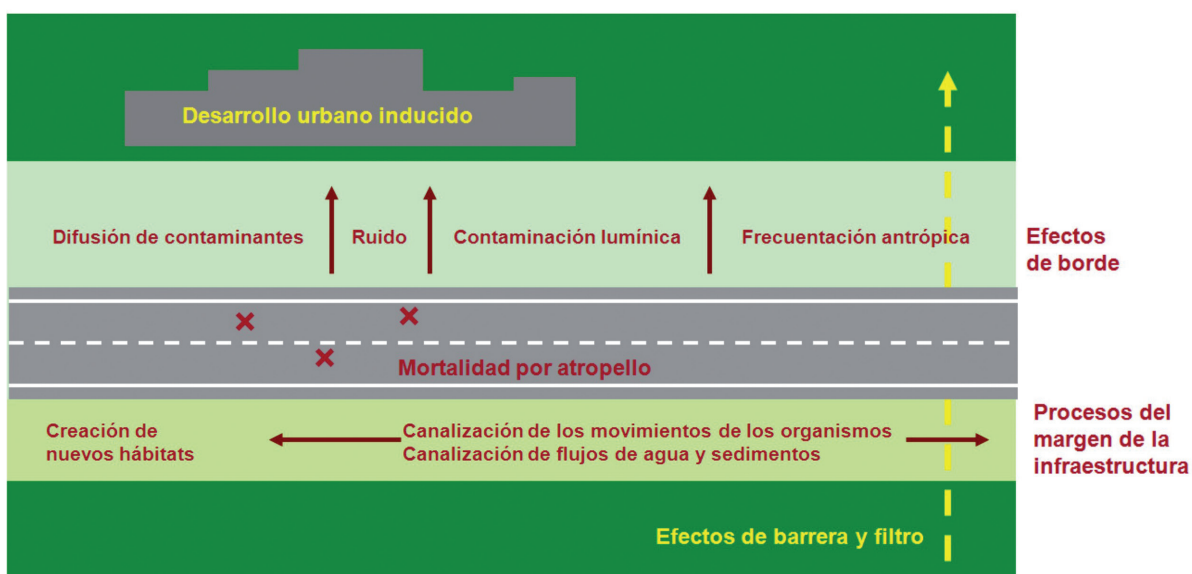 Desarrollo urbano inducido
Difusión de contaminantes
Ruido
Contaminación lumínica
Frecuentación antrópica
Efectos
de borde
Mortalidad por atropello
Creación de
nuevos hábitats
Canalización de los movimientos de los organismos
Canalización de flujos de agua y sedimentos
Procesos del
margen de la
infraestructura
Efectos de barrera y filtro